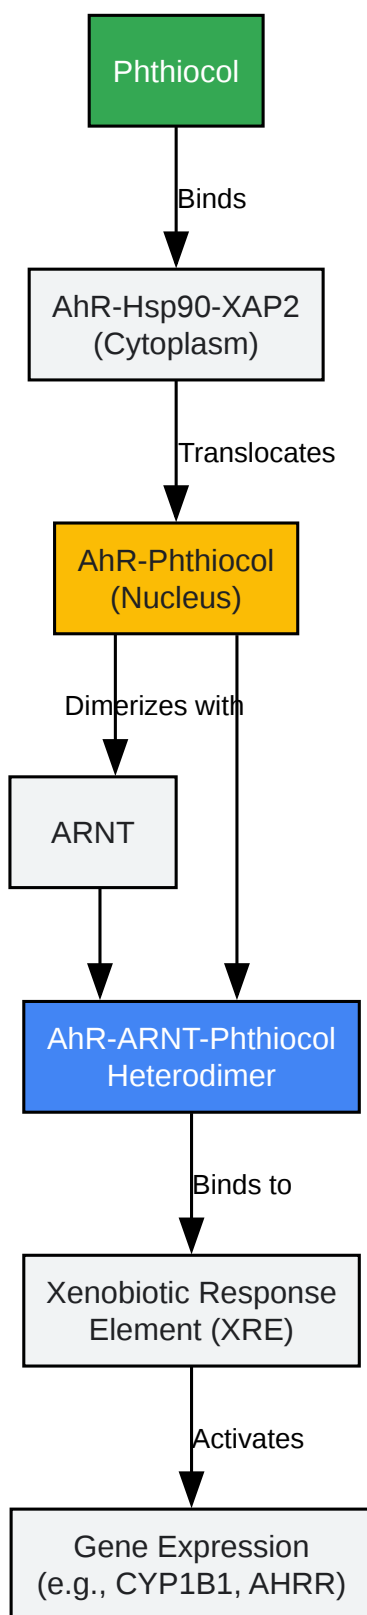 Phthiocol
Binds
AhR-Hsp90-XAP2
(Cytoplasm)
Translocates
AhR-Phthiocol
(Nucleus)
Dimerizes with
ARNT
AhR-ARNT-Phthiocol
Heterodimer
Binds to
Xenobiotic Response
Element (XRE)
Activates
Gene Expression
(e.g., CYP1B1, AHRR)